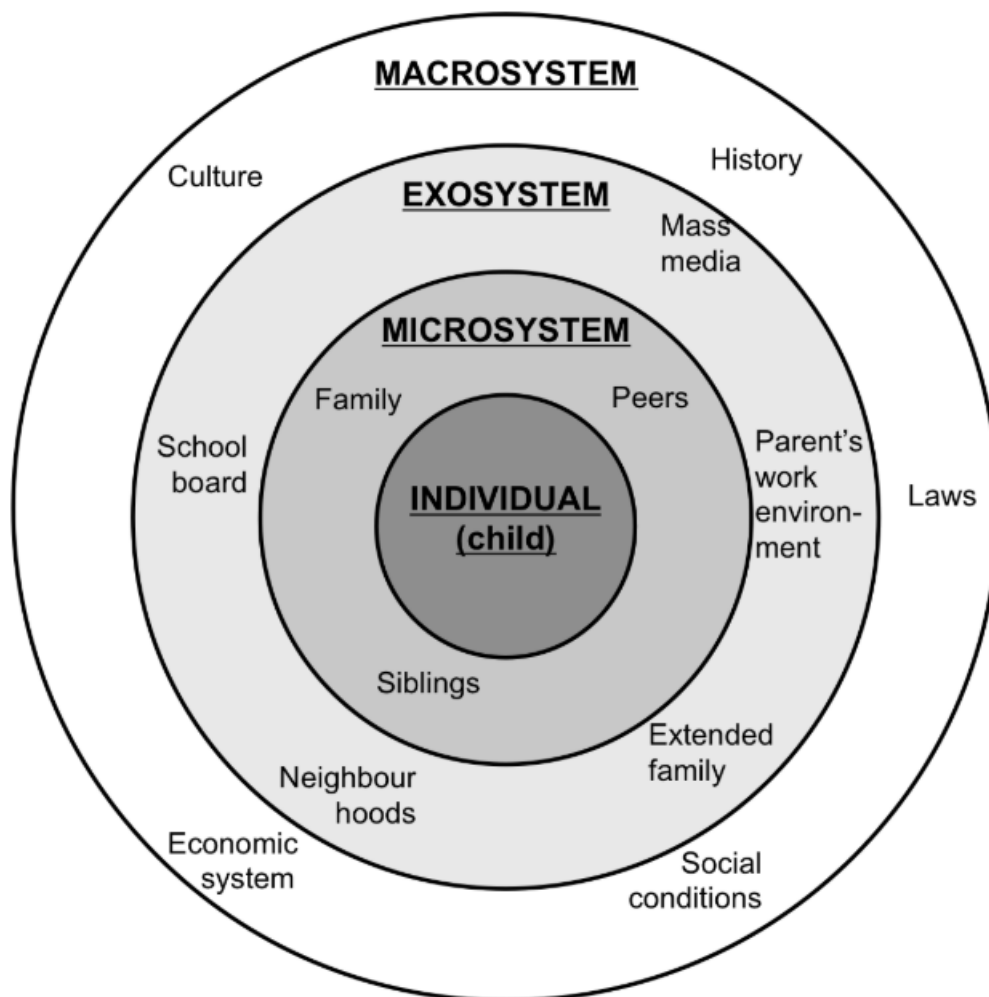 MACROSYSTEM
Culture
History
EXOSYSTEM
Mass
media
MICROSYSTEM
Family
Peers
School
board
INDIVIDUAL
(child)
Parent's
work
environ-
ment
Laws
Siblings
Extended
family
Neighbour
hoods
Economic
system
Social
conditions